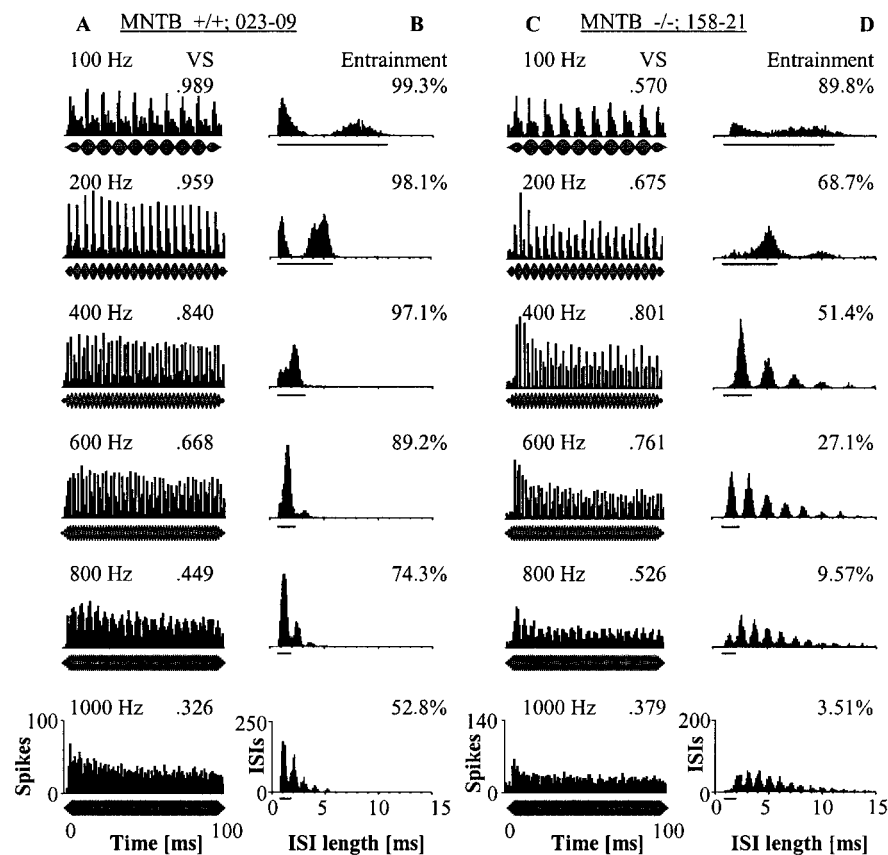 A MNTB +/+; 023-09 B C MNTB -/-; 158-21 D
100 Hz VS Entrainment 100 Hz VS Entrainment
.989 99.3% .570 89.8%
200 Hz .959 98.1% 200 Hz .675 68.7%
400 Hz .840 97.1% 400 Hz .801 51.4%
600 Hz .668 89.2% 600 Hz .761 27.1%
800 Hz .449 74.3% 800 Hz .526 9.57%
1000 Hz .326 52.8% 1000 Hz .379 3.51%
100 250 140 200
Spikes ISIs Spikes ISIs
0 0 0 0
0 100 5 10 15 0 100 0 5 10 15
Time [ms] ISI length [ms] Time [ms] ISI length [ms]